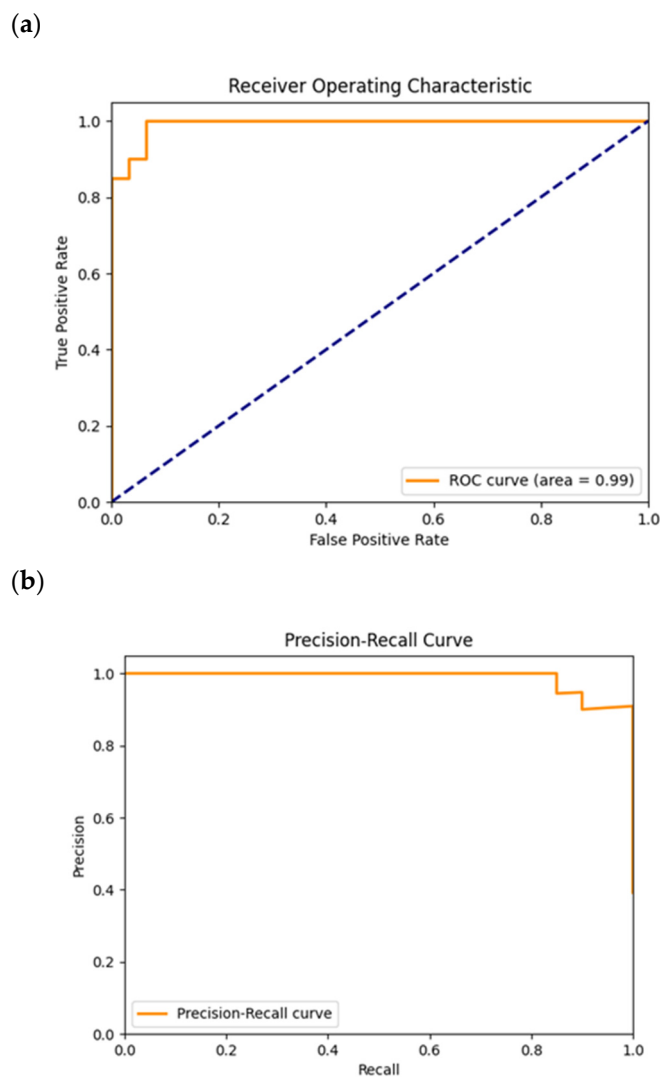 (a)
Receiver Operating Characteristic
1.0
0.8
0.6
0.4
0.2
0.0
True Positive Rate
ROC curve (area = 0.99)
0.0 0.2 0.4 0.6 0.8 1.0
False Positive Rate
(b)
Precision-Recall Curve
1.0
0.8
0.6
0.4
0.2
0.0
Precision
Precision-Recall curve
0.0 0.2 0.4 0.6 0.8 1.0
Recall